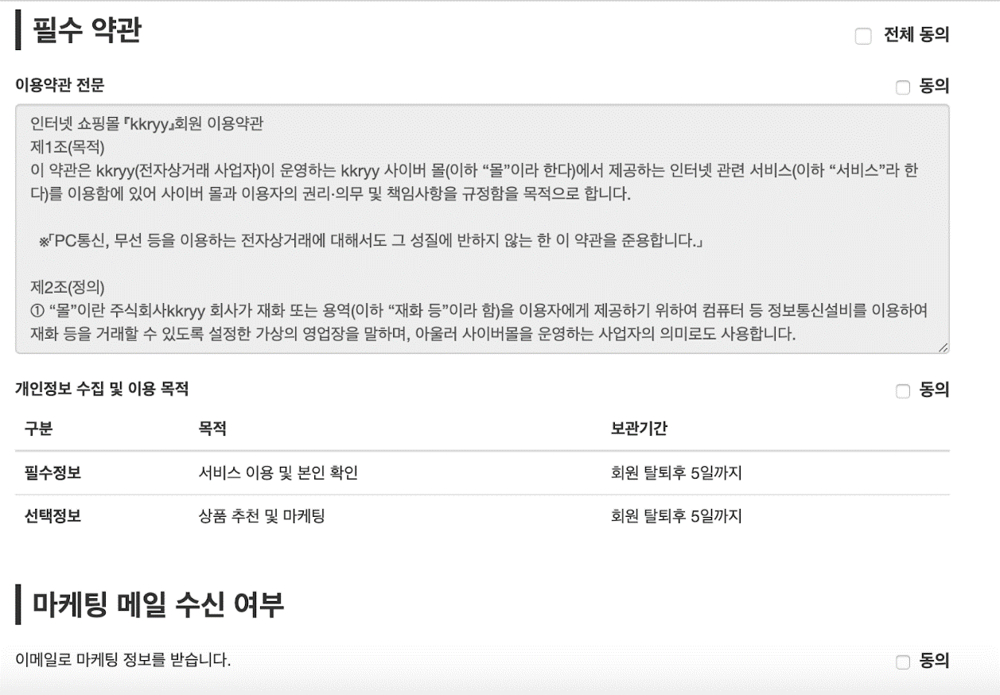 필수 약관
전체 동의
이용약관 전문
동의
인터넷 쇼핑몰 『kkryy』회원 이용약관
제1조(목적)
이 약관은 kkryy(전자상거래 사업자)이 운영하는 kkryy 사이버 몰(이하 “몰”이라 한다)에서 제공하는 인터넷 관련 서비스(이하 “서비스”라 한
다)를 이용함에 있어 사이버 몰과 이용자의 권리·의무 및 책임사항을 규정함을 목적으로 합니다.
※「PC통신, 무선 등을 이용하는 전자상거래에 대해서도 그 성질에 반하지 않는 한 이 약관을 준용합니다.」
제2조(정의)
① “몰”이란 주식회사kkryy 회사가 재화 또는 용역(이하 “재화 등”이라 함)을 이용자에게 제공하기 위하여 컴퓨터 등 정보통신설비를 이용하여
재화 등을 거래할 수 있도록 설정한 가상의 영업장을 말하며, 아울러 사이버몰을 운영하는 사업자의 의미로도 사용합니다.
개인정보 수집 및 이용 목적
동의
구분 목적 보관기간
필수정보 서비스 이용 및 본인 확인 회원 탈퇴후 5일까지
선택정보 상품 추천 및 마케팅 회원 탈퇴후 5일까지
마케팅 메일 수신 여부
이메일로 마케팅 정보를 받습니다.
동의